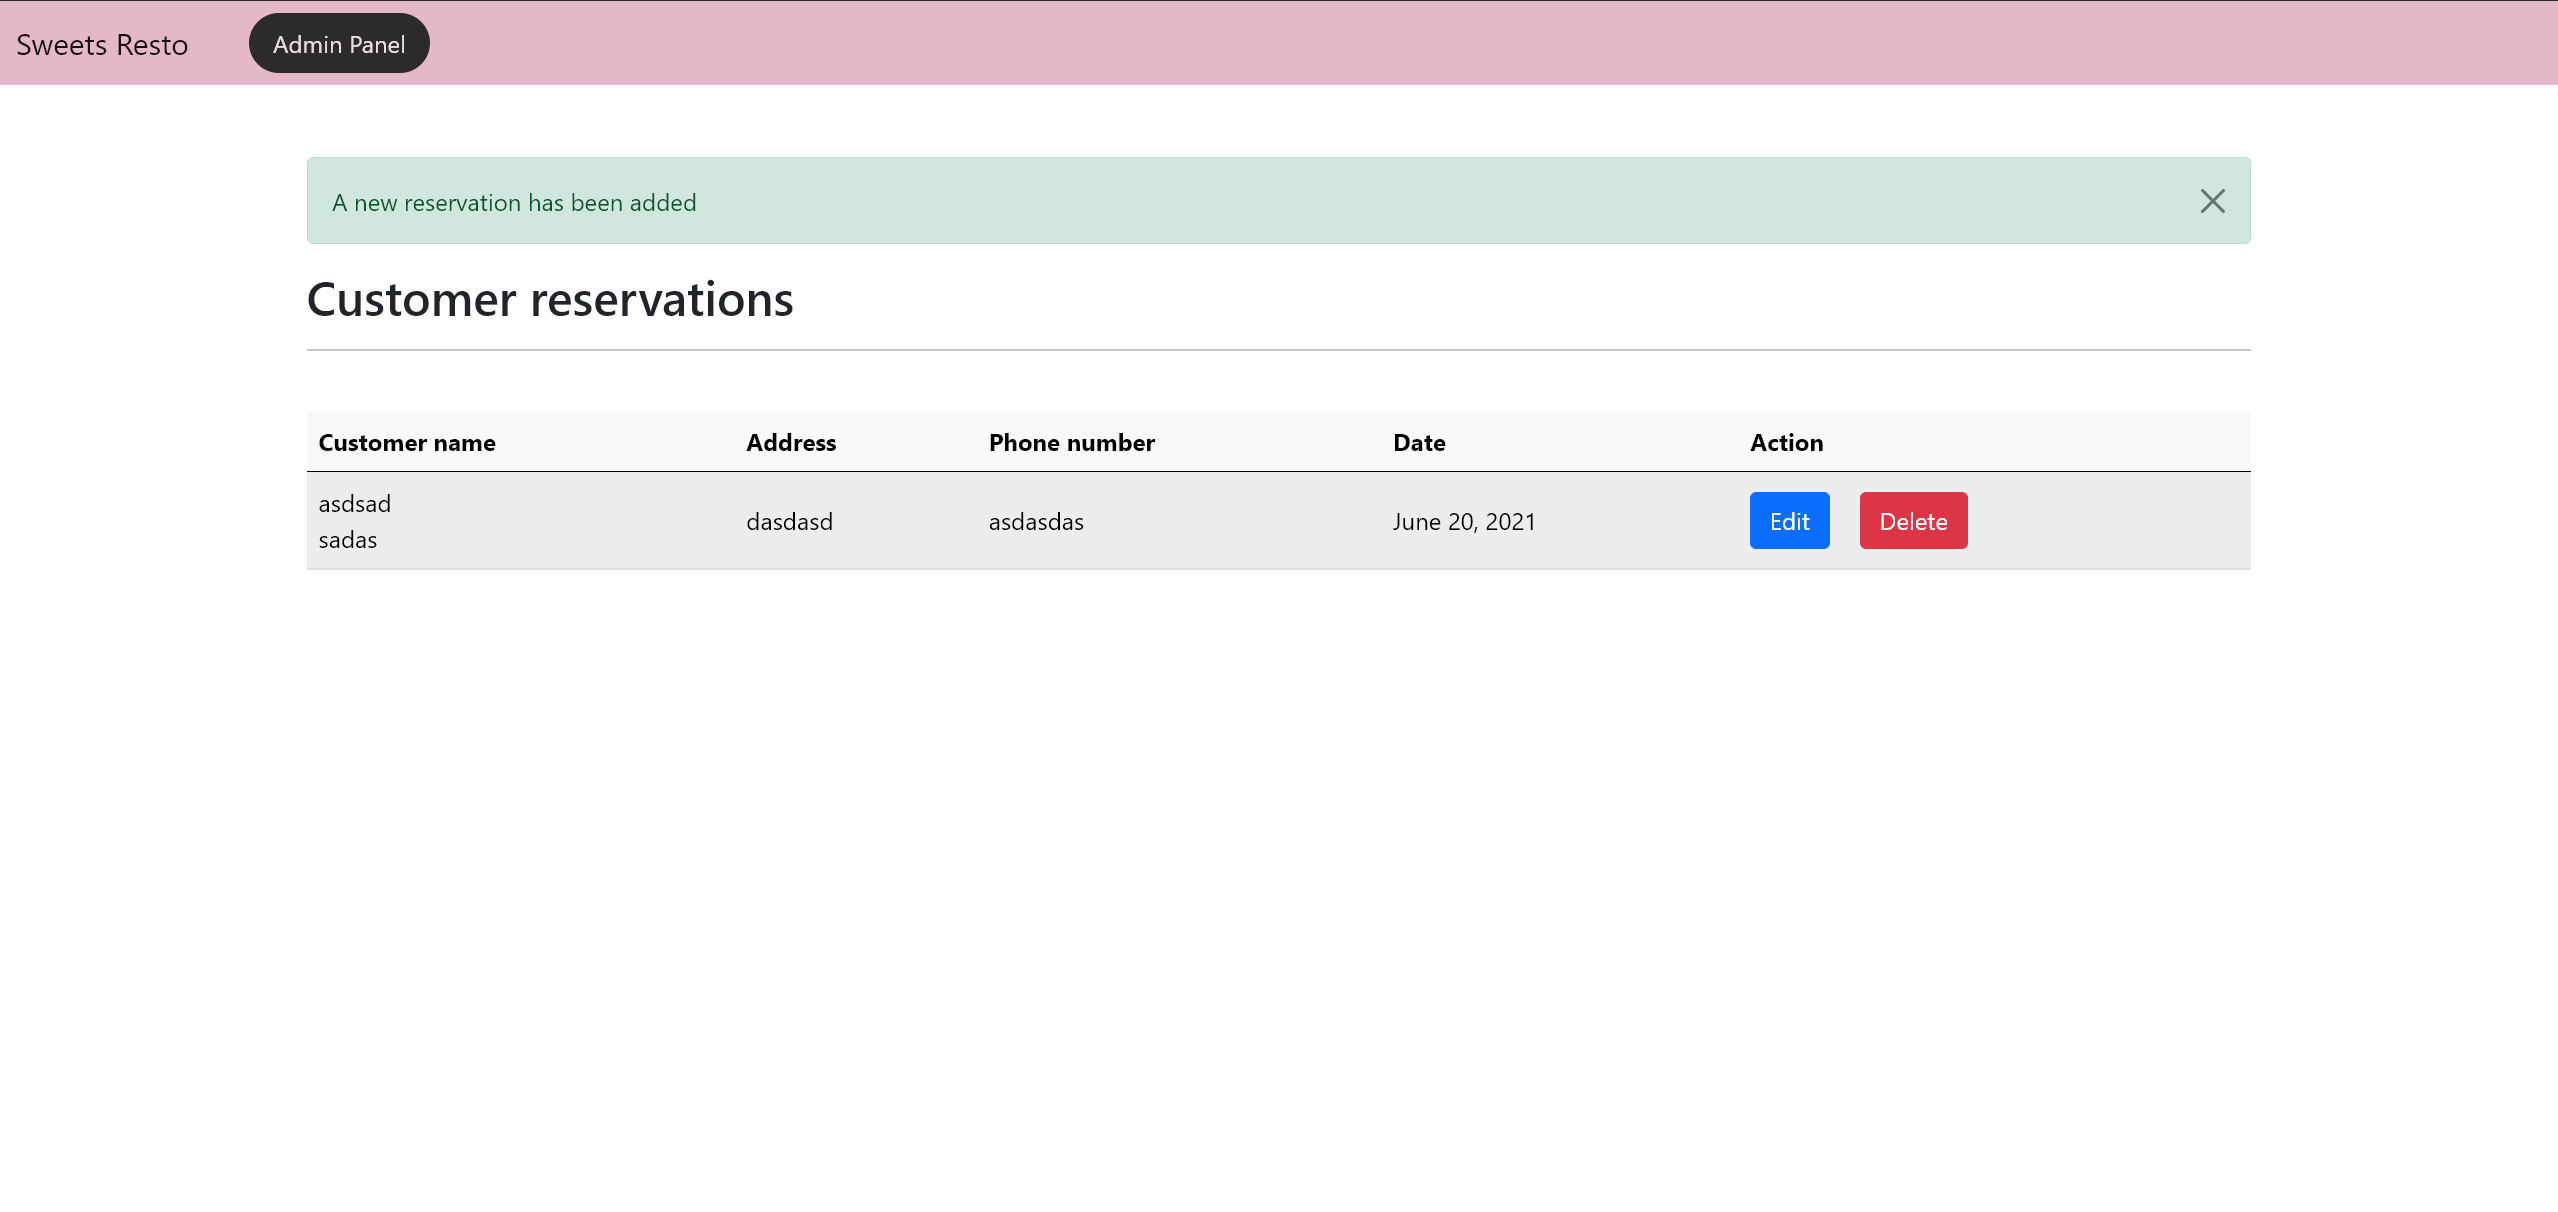 Sweets Resto Admin Panel
A new reservation has been added
Customer reservations
Customer name Address Phone number Date Action
asdsad
sadas
dasdasd asdasdas June 20, 2021 Edit Delete